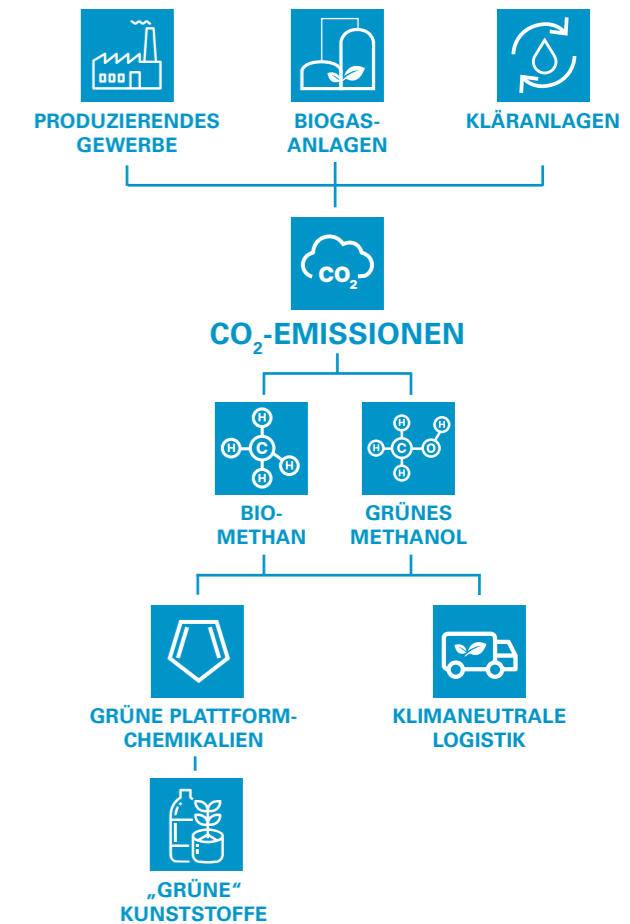 PRODUZIERENDES
GEWERBE
BIOGAS-
ANLAGEN
KLÄRANLAGEN
CO₂
CO₂-EMISSIONEN
H
H
C
H
H
H
H
H
C
O
H
BIO-
METHAN
GRÜNES
METHANOL
GRÜNE PLATTFORM-
CHEMIKALIEN
KLIMANEUTRALE
LOGISTIK
„GRÜNE“
KUNSTSTOFFE